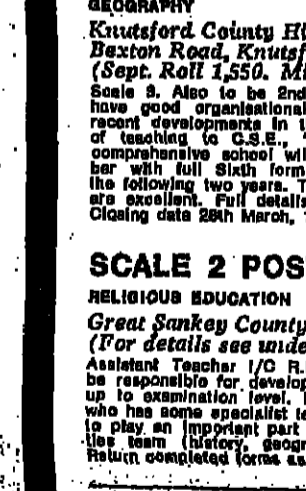 GEOGRAPHY
Knutsford County Hi
Bexton Road, Knutsf
(Sept. Roll 1,550. Mi
Scale 3. Also to be 2nd
have good organisational
recent developments in t
of teaching to C.S.E., "
comprehensive school wil
ber with full Sixth form
the following two years. T
are excellent. Full details
Closing date 26th March,
SCALE 2 POS
RELIGIOUS EDUCATION
Great Sankey County
(For details see unde
Assistant Teacher I/C R.
be responsible for develop
up to examination level.
who has some specialist te
to play an important part
ties team (history, geogr
Return completed forms as